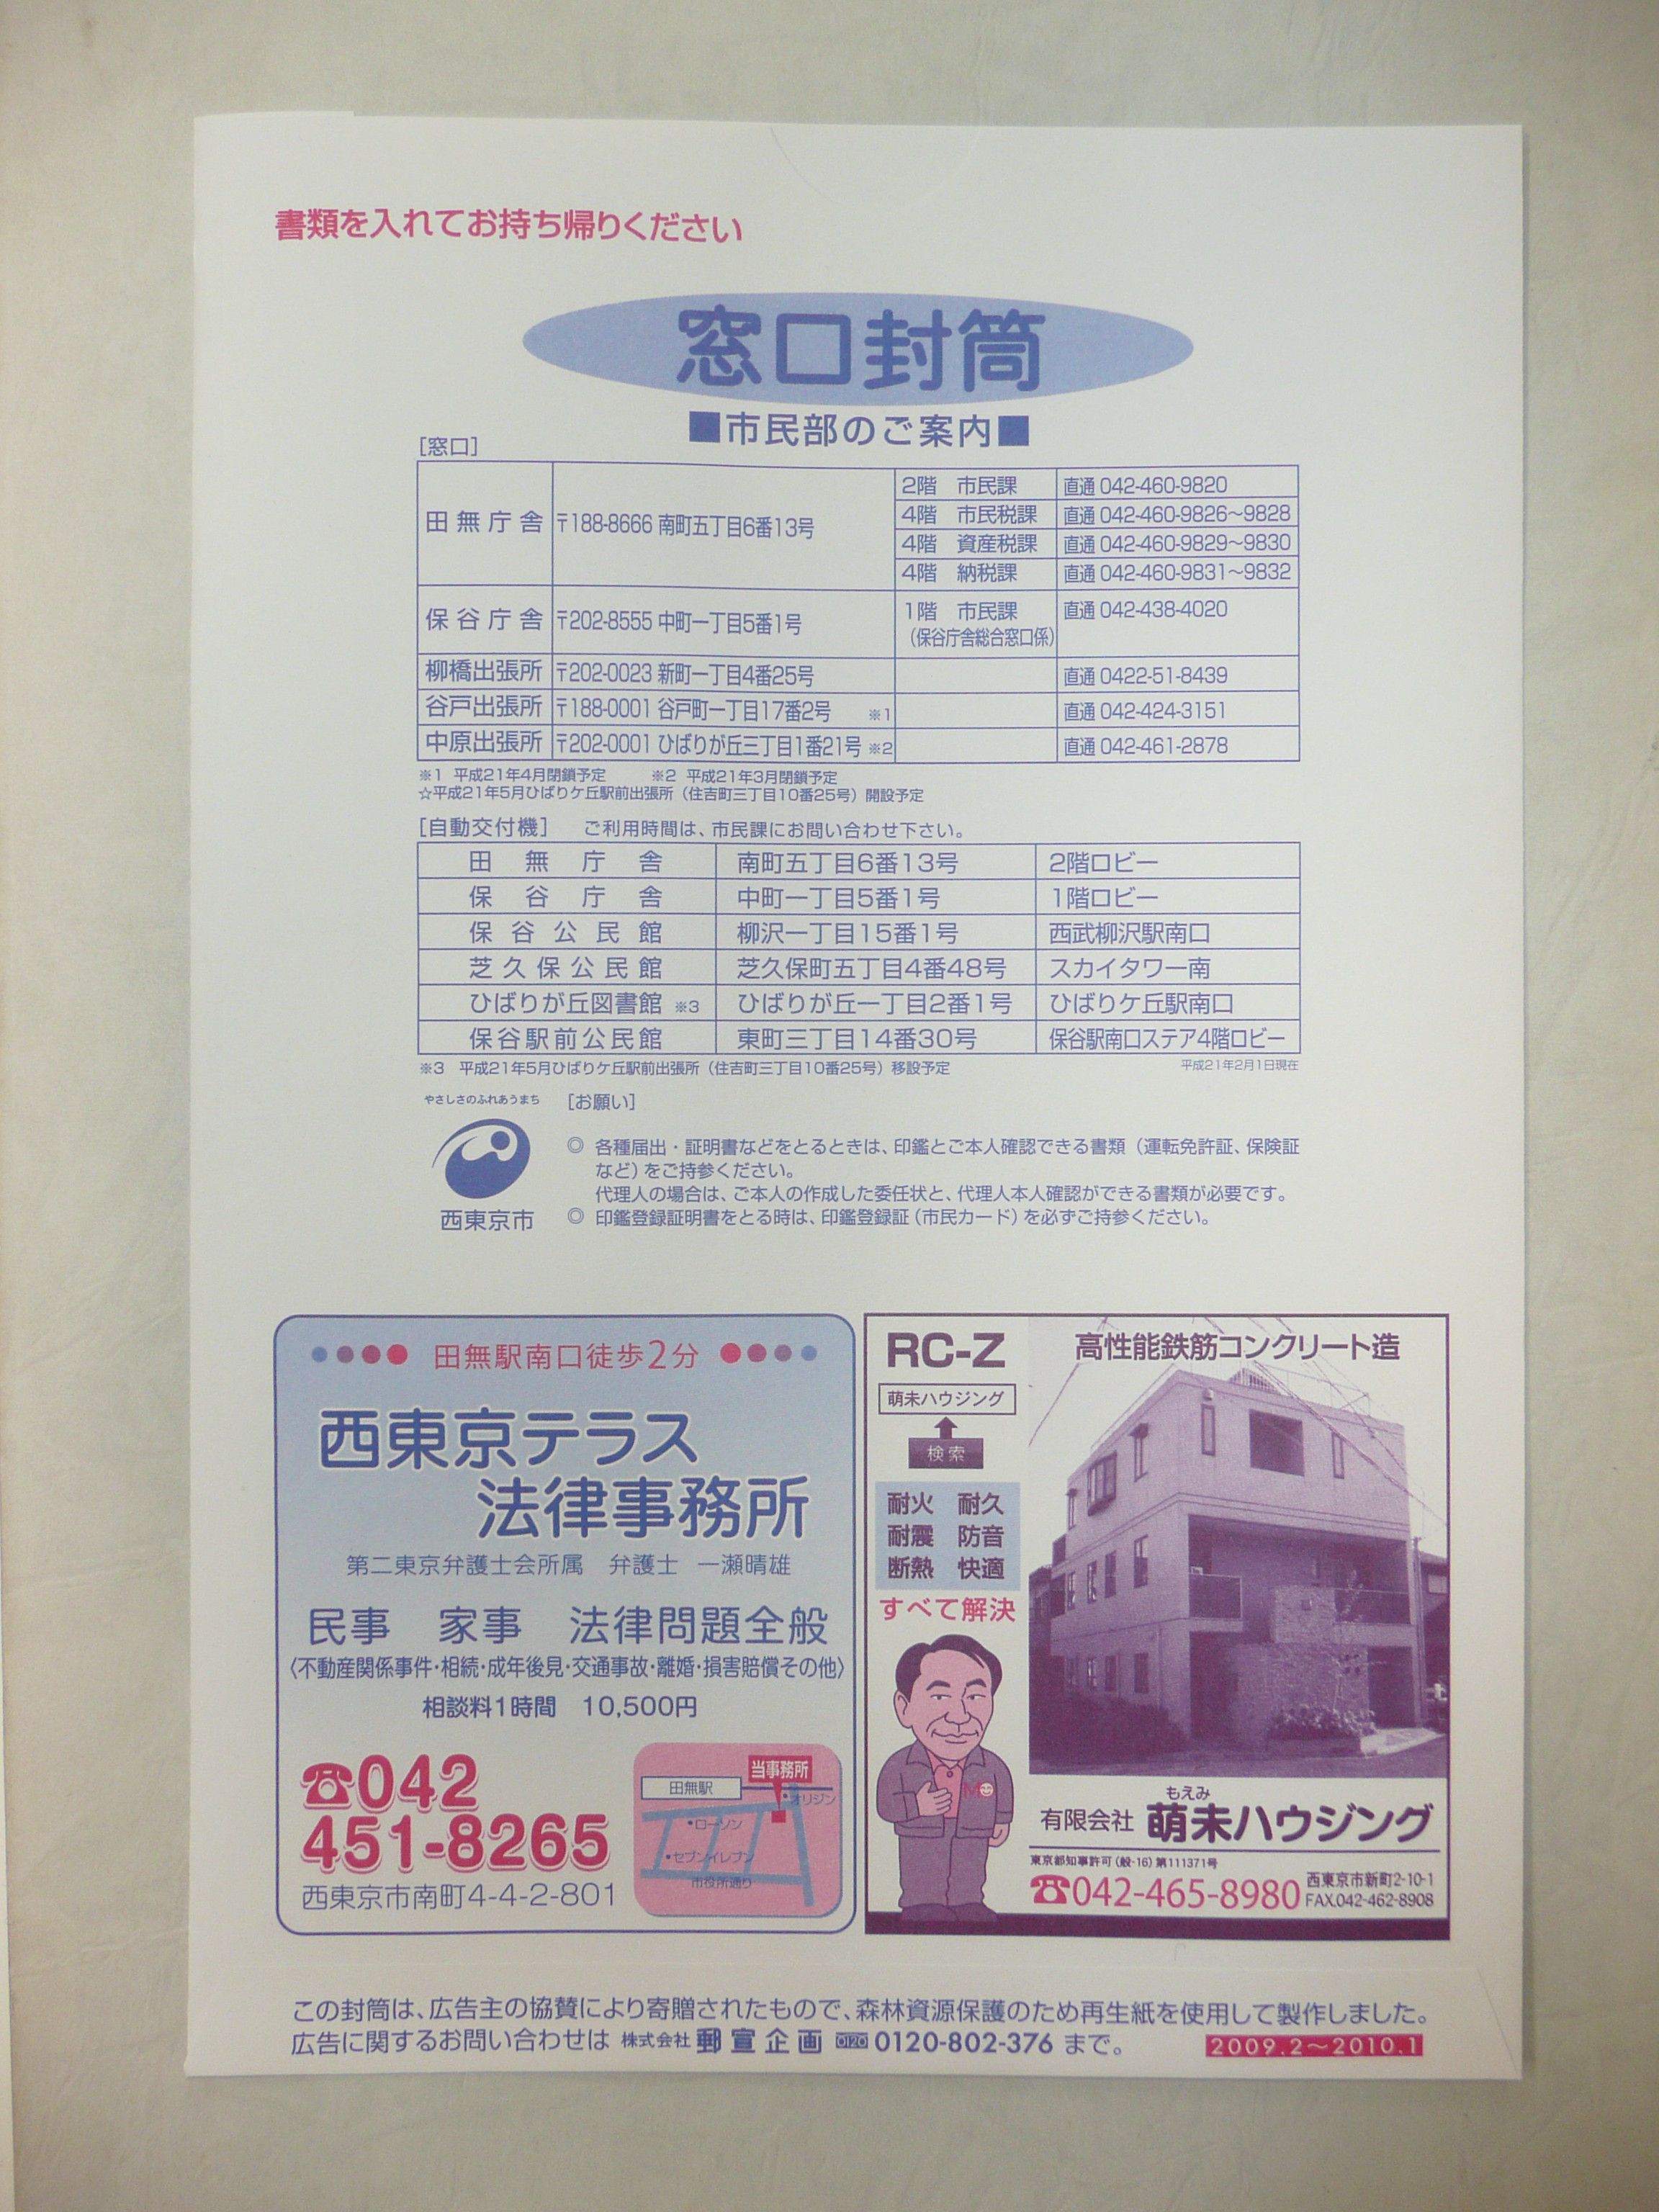 書類を入れてお持ち帰りください
窓口封筒
■市民部のご案内■
[窓口]
田無庁舎 〒188-8666 南町五丁目6番13号 2階 市民課 直通 042-460-9820
4階 市民税課 直通 042-460-9826〜9828
4階 資産税課 直通 042-460-9829〜9830
4階 納税課 直通 042-460-9831〜9832
保谷庁舎 〒202-8555 中町一丁目5番1号 1階 市民課 直通 042-438-4020
(保谷庁舎総合窓口係)
柳橋出張所 〒202-0023 新町一丁目4番25号 直通 0422-51-8439
谷戸出張所 〒188-0001 谷戸町一丁目17番2号 ※1 直通 042-424-3151
中原出張所 〒202-0001 ひばりが丘三丁目1番21号 ※2 直通 042-461-2878
※1 平成21年4月閉鎖予定 ※2 平成21年3月閉鎖予定
☆平成21年5月ひばりケ丘駅前出張所(住吉町三丁目10番25号)開設予定
[自動交付機] ご利用時間は、市民課にお問い合わせ下さい。
田無庁舎 南町五丁目6番13号 2階ロビー
保谷庁舎 中町一丁目5番1号 1階ロビー
保谷公民館 柳沢一丁目15番1号 西武柳沢駅南口
芝久保公民館 芝久保町五丁目4番48号 スカイタワー南
ひばりが丘図書館 ※3 ひばりが丘一丁目2番1号 ひばりケ丘駅南口
保谷駅前公民館 東町三丁目14番30号 保谷駅南口ステア4階ロビー
※3 平成21年5月ひばりケ丘駅前出張所(住吉町三丁目10番25号)移設予定 平成21年2月1日現在
やさしさのふれあうまち
西東京市
[お願い]
◎ 各種届出・証明書などをとるときは、印鑑とご本人確認できる書類(運転免許証、保険証
など)をご持参ください。
代理人の場合は、ご本人の作成した委任状と、代理人本人確認ができる書類が必要です。
◎ 印鑑登録証明書をとる時は、印鑑登録証(市民カード)を必ずご持参ください。
田無駅南口徒歩2分
西東京テラス
法律事務所
第二東京弁護士会所属 弁護士 一瀬晴雄
民事 家事 法律問題全般
〈不動産関係事件・相続・成年後見・交通事故・離婚・損害賠償その他〉
相談料1時間 10,500円
☎042
451-8265
西東京市南町4-4-2-801
当事務所
田無駅
・オリジン
・ローソン
・セブンイレブン
市役所通り
RC-Z
高性能鉄筋コンクリート造
萌未ハウジング
検索
耐火 耐久
耐震 防音
断熱 快適
すべて解決
M
もえみ
有限会社 萌未ハウジング
東京都知事許可(般-16)第111371号
☎042-465-8980
西東京市新町2-10-1
FAX.042-462-8908
この封筒は、広告主の協賛により寄贈されたもので、森林資源保護のため再生紙を使用して製作しました。
広告に関するお問い合わせは 株式会社 郵宣企画 0120 0120-802-376 まで。
2009.2〜2010.1